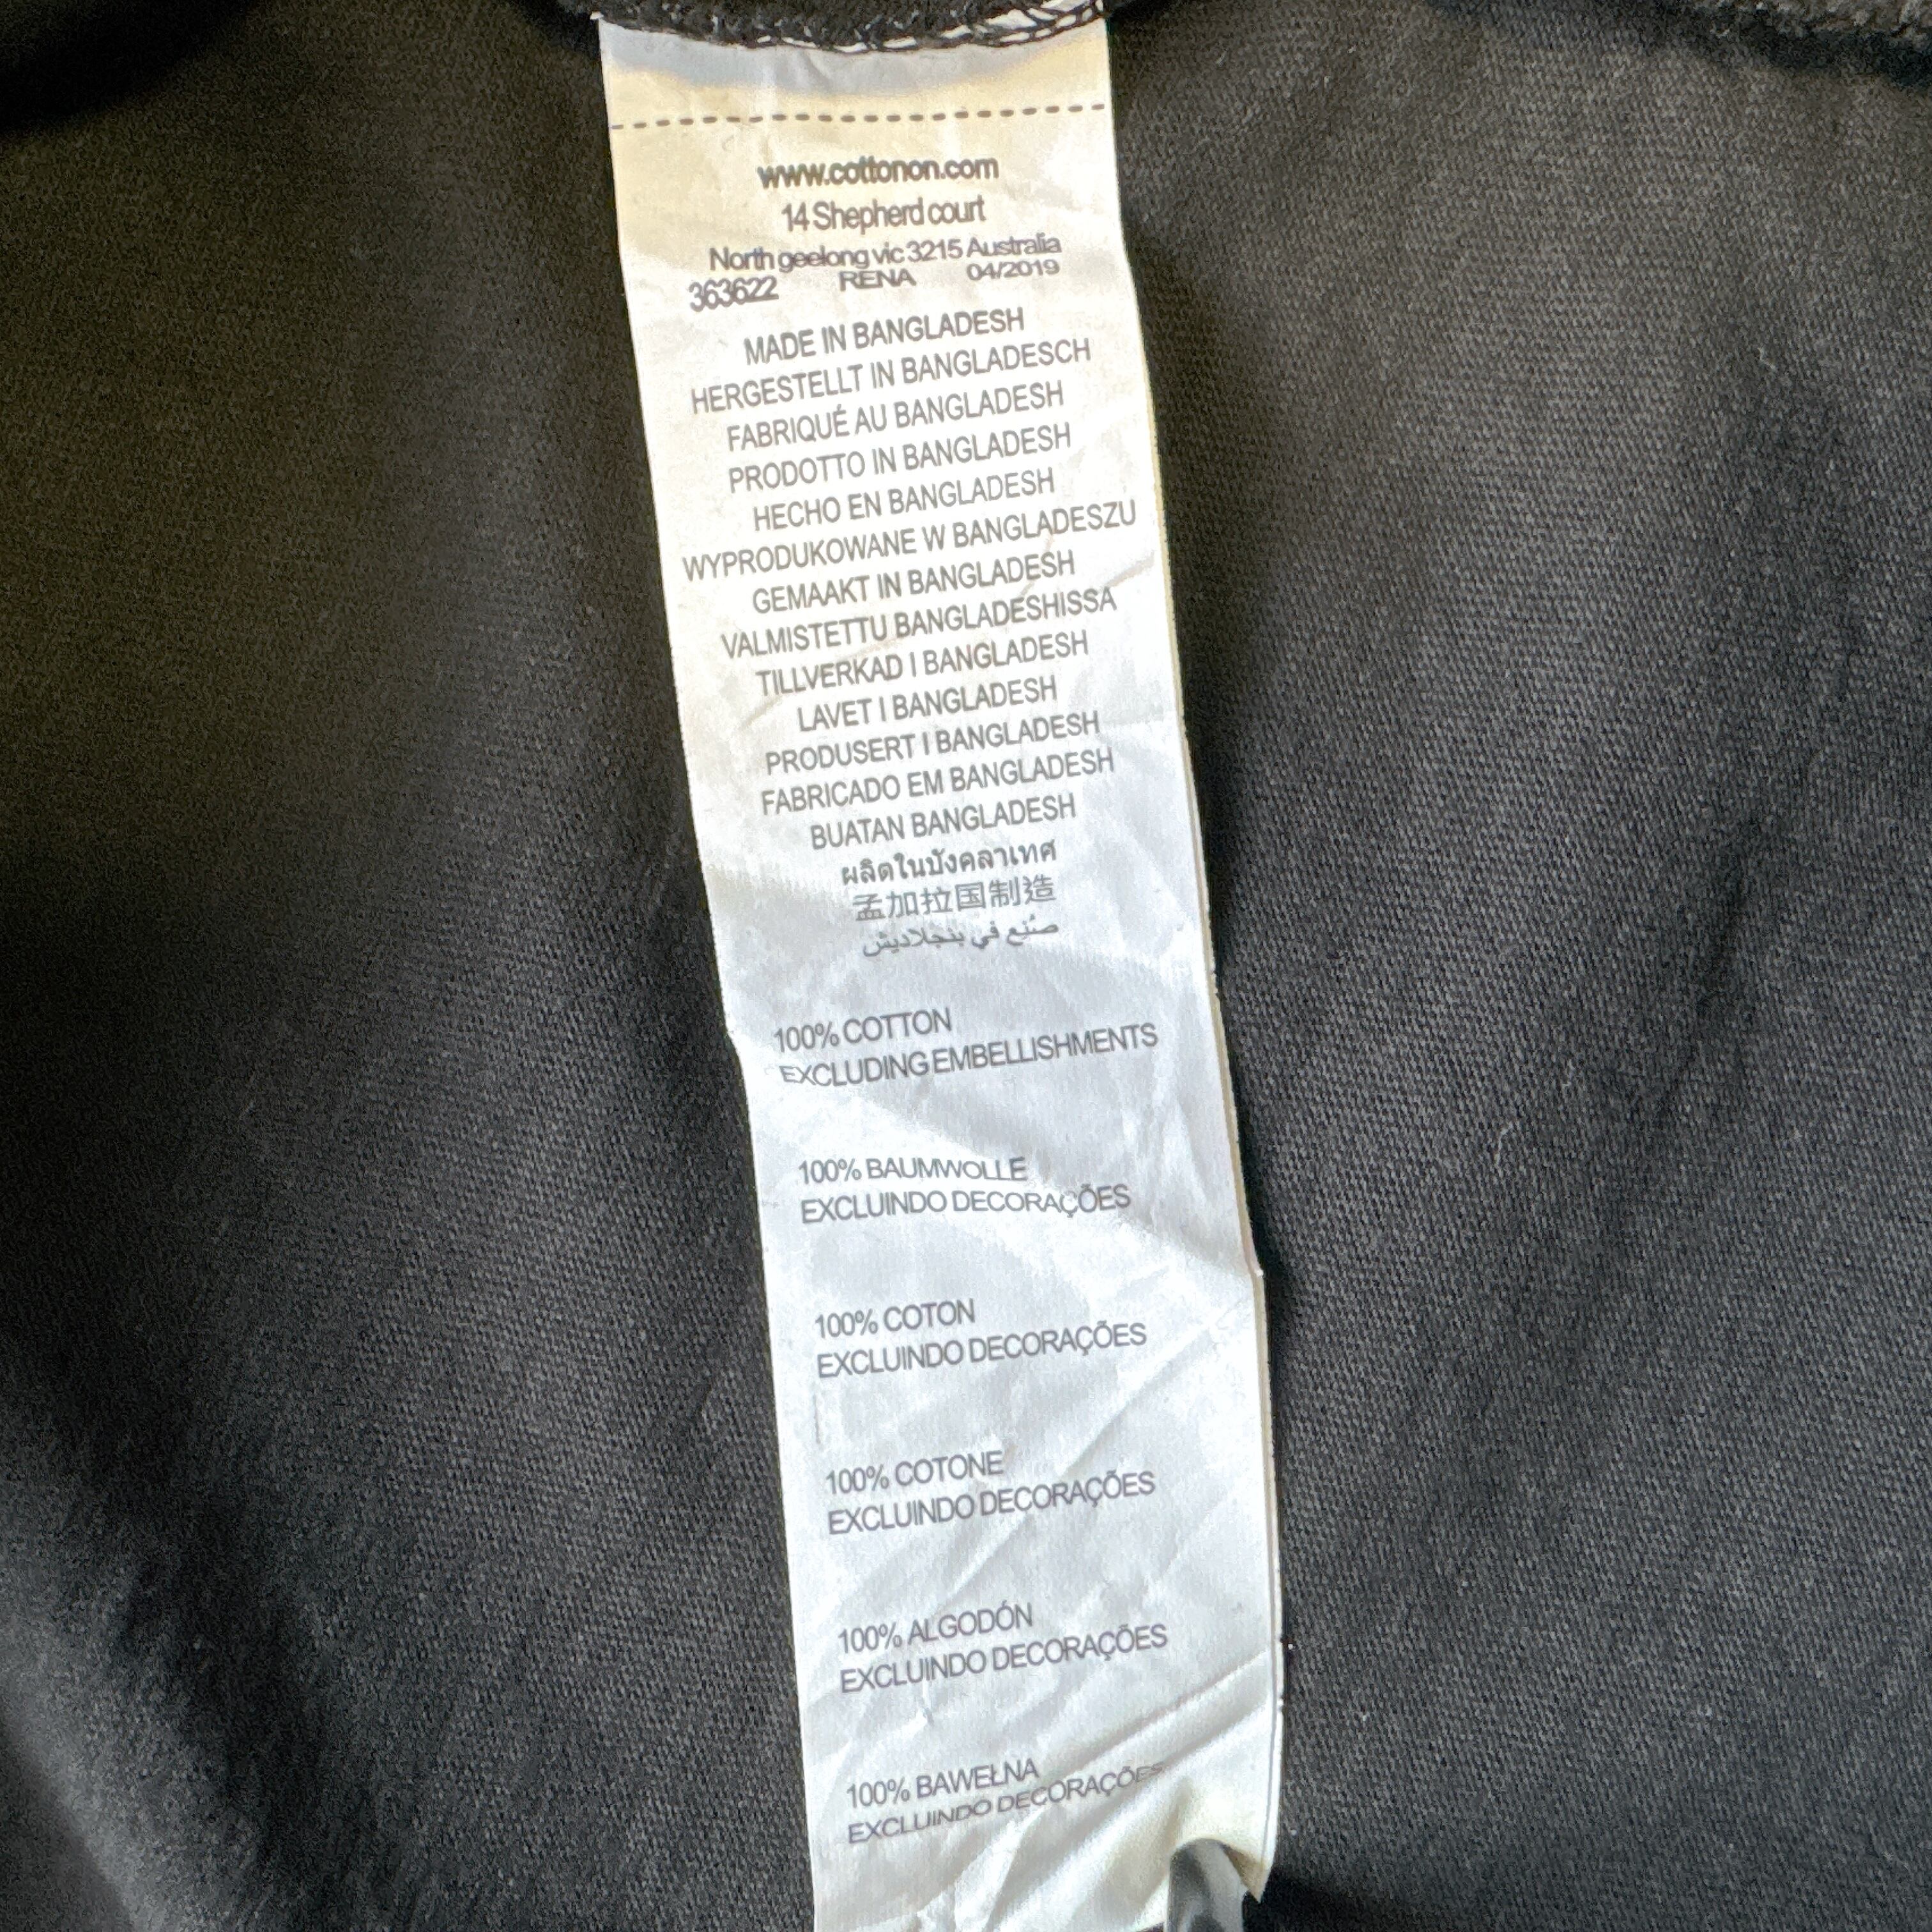 www.cottonon.com
14 Shepherd court
North geelong vic 3215 Australia
363622 RENA 04/2019
MADE IN BANGLADESH
HERGESTELLT IN BANGLADESCH
FABRIQUÉ AU BANGLADESH
PRODOTTO IN BANGLADESH
HECHO EN BANGLADESH
WYPRODUKOWANE W BANGLADESZU
GEMAAKT IN BANGLADESH
VALMISTETTU BANGLADESHISSA
TILLVERKAD I BANGLADESH
LAVET I BANGLADESH
PRODUSERT I BANGLADESH
FABRICADO EM BANGLADESH
BUATAN BANGLADESH
ผลิตในบังคลาเทศ
孟加拉国制造
صُنِع في بنجلاديش
100% COTTON
EXCLUDING EMBELLISHMENTS
100% BAUMWOLLE
EXCLUINDO DECORAÇÕES
100% COTON
EXCLUINDO DECORAÇÕES
100% COTONE
EXCLUINDO DECORAÇÕES
100% ALGODÓN
EXCLUINDO DECORAÇÕES
100% BAWEŁNA
EXCLUINDO DECORAÇÕES